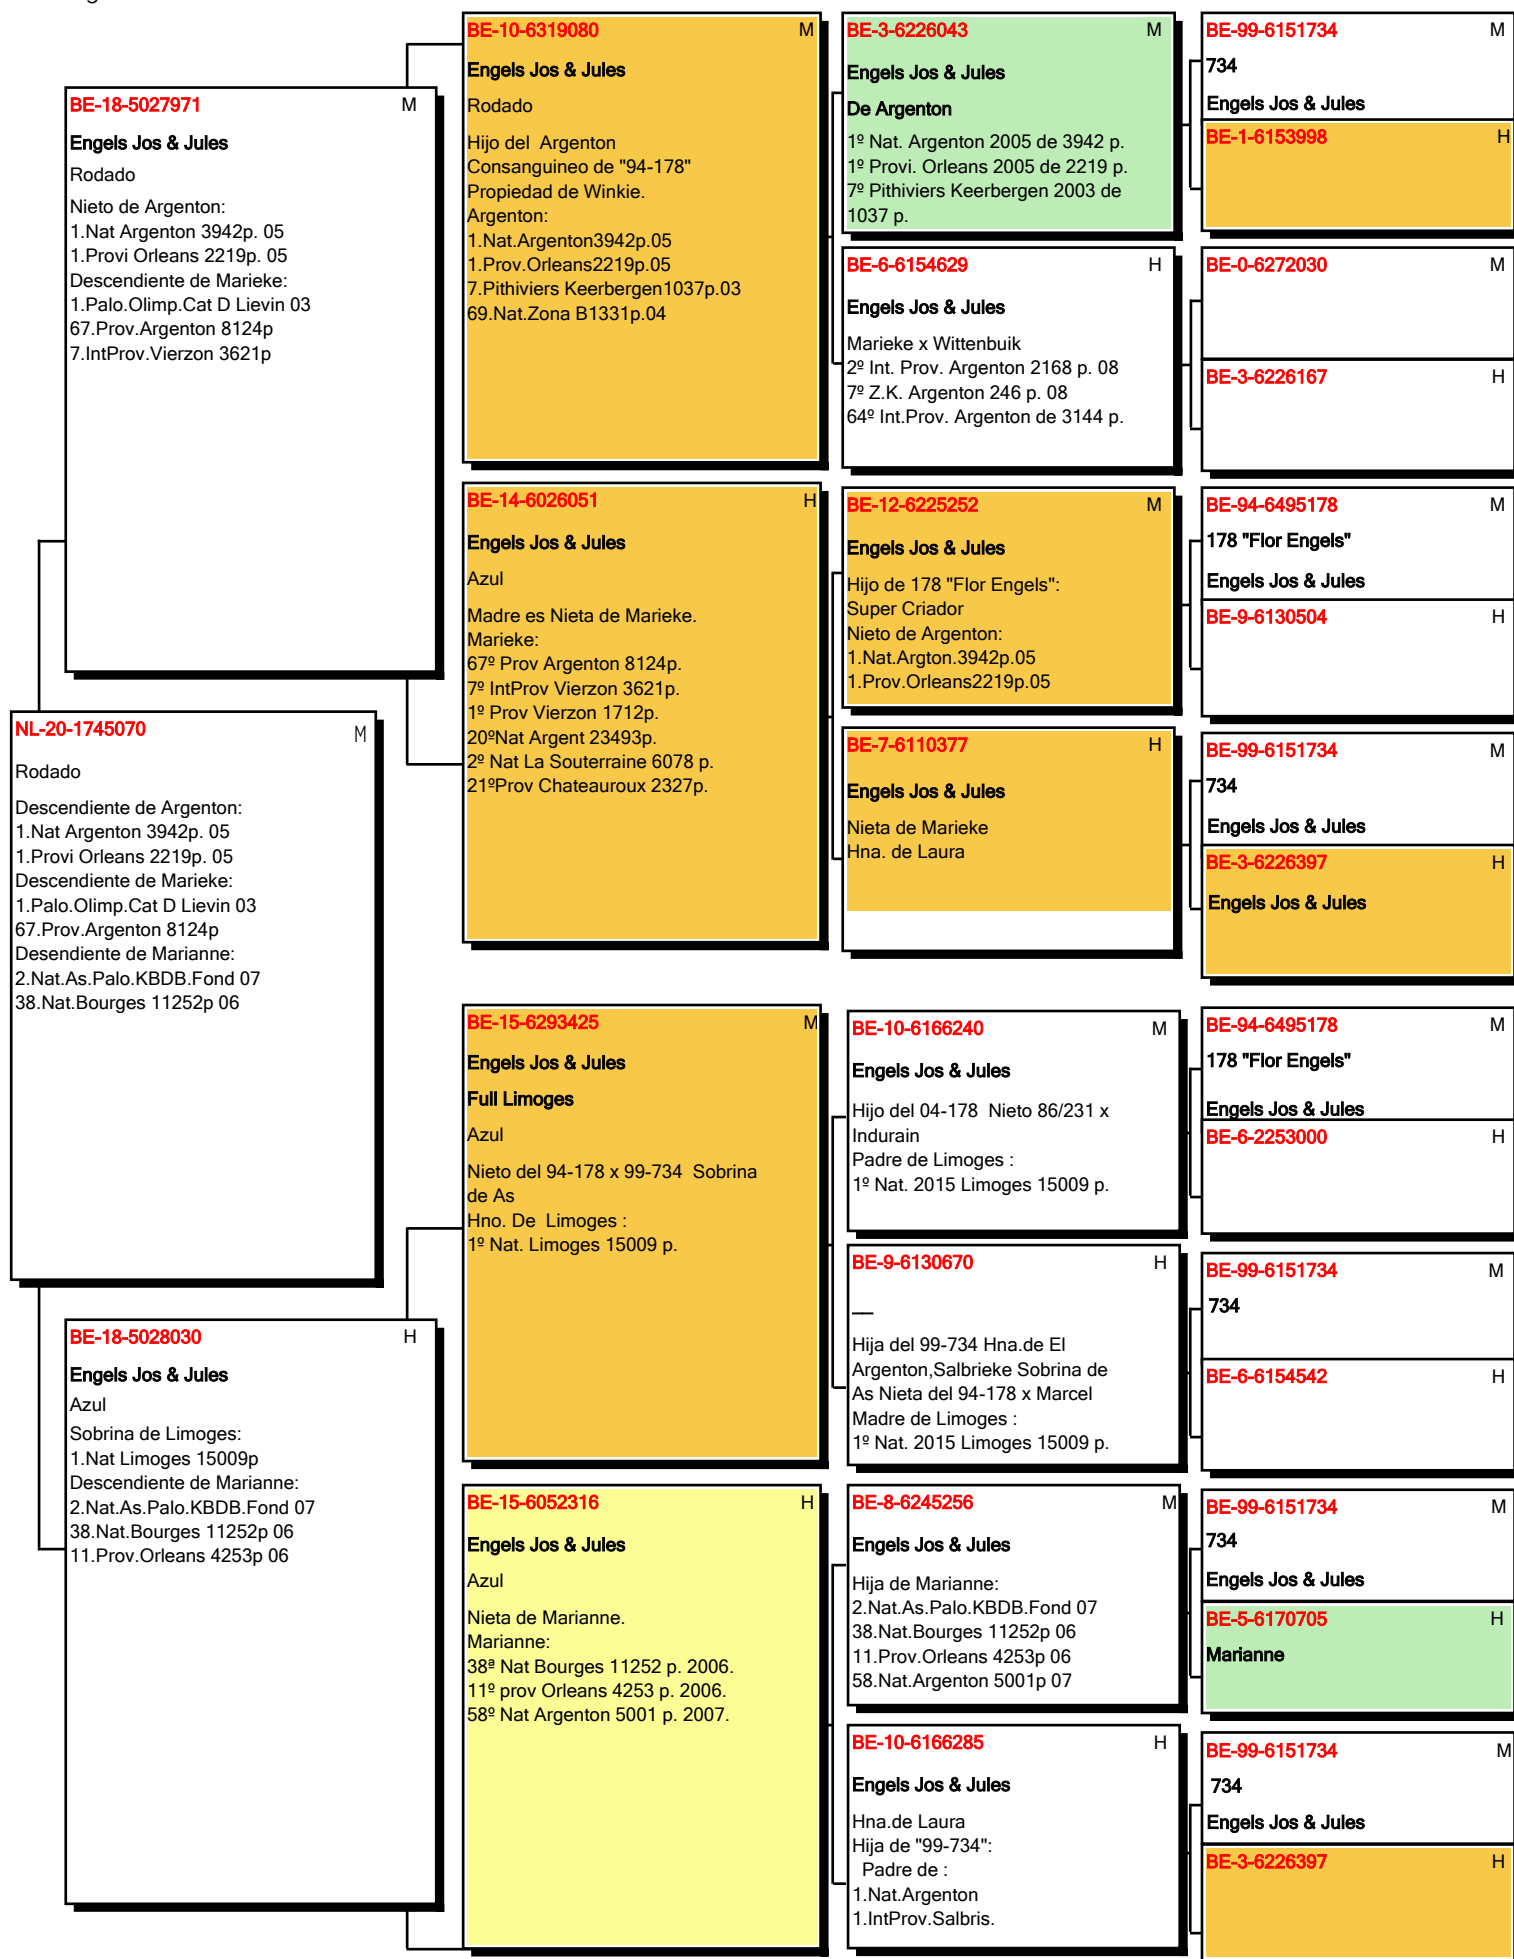 BE-18-5027971 M
Engels Jos & Jules
Rodado
Nieto de Argenton:
1.Nat Argenton 3942p. 05
1.Provi Orleans 2219p. 05
Descendiente de Marieke:
1.Palo.Olimp.Cat D Lievin 03
67.Prov.Argenton 8124p
7.IntProv.Vierzon 3621p
NL-20-1745070 M
Rodado
Descendiente de Argenton:
1.Nat Argenton 3942p. 05
1.Provi Orleans 2219p. 05
Descendiente de Marieke:
1.Palo.Olimp.Cat D Lievin 03
67.Prov.Argenton 8124p
Desendiente de Marianne:
2.Nat.As.Palo.KBDB.Fond 07
38.Nat.Bourges 11252p 06
BE-18-5028030 H
Engels Jos & Jules
Azul
Sobrina de Limoges:
1.Nat Limoges 15009p
Descendiente de Marianne:
2.Nat.As.Palo.KBDB.Fond 07
38.Nat.Bourges 11252p 06
11.Prov.Orleans 4253p 06
BE-10-6319080 M
Engels Jos & Jules
Rodado
Hijo del Argenton
Consanguineo de "94-178"
Propiedad de Winkie.
Argenton:
1.Nat.Argenton3942p.05
1.Prov.Orleans2219p.05
7.Pithiviers Keerbergen1037p.03
69.Nat.Zona B1331p.04
BE-14-6026051 H
Engels Jos & Jules
Azul
Madre es Nieta de Marieke.
Marieke:
67º Prov Argenton 8124p.
7º IntProv Vierzon 3621p.
1º Prov Vierzon 1712p.
20ºNat Argent 23493p.
2º Nat La Souterraine 6078 p.
21ºProv Chateauroux 2327p.
BE-15-6293425 M
Engels Jos & Jules
Full Limoges
Azul
Nieto del 94-178 x 99-734 Sobrina
de As
Hno. De Limoges :
1º Nat. Limoges 15009 p.
BE-15-6052316 H
Engels Jos & Jules
Azul
Nieta de Marianne.
Marianne:
38ª Nat Bourges 11252 p. 2006.
11º prov Orleans 4253 p. 2006.
58º Nat Argenton 5001 p. 2007.
BE-3-6226043 M
Engels Jos & Jules
De Argenton
1º Nat. Argenton 2005 de 3942 p.
1º Provi. Orleans 2005 de 2219 p.
7º Pithiviers Keerbergen 2003 de
1037 p.
BE-6-6154629 H
Engels Jos & Jules
Marieke x Wittenbuik
2º Int. Prov. Argenton 2168 p. 08
7º Z.K. Argenton 246 p. 08
64º Int.Prov. Argenton de 3144 p.
BE-12-6225252 M
Engels Jos & Jules
Hijo de 178 "Flor Engels":
Super Criador
Nieto de Argenton:
1.Nat.Argton.3942p.05
1.Prov.Orleans2219p.05
BE-7-6110377 H
Engels Jos & Jules
Nieta de Marieke
Hna. de Laura
BE-10-6166240 M
Engels Jos & Jules
Hijo del 04-178 Nieto 86/231 x
Indurain
Padre de Limoges :
1º Nat. 2015 Limoges 15009 p.
BE-9-6130670 H
__
Hija del 99-734 Hna.de El
Argenton,Salbrieke Sobrina de
As Nieta del 94-178 x Marcel
Madre de Limoges :
1º Nat. 2015 Limoges 15009 p.
BE-8-6245256 M
Engels Jos & Jules
Hija de Marianne:
2.Nat.As.Palo.KBDB.Fond 07
38.Nat.Bourges 11252p 06
11.Prov.Orleans 4253p 06
58.Nat.Argenton 5001p 07
BE-10-6166285 H
Engels Jos & Jules
Hna.de Laura
Hija de "99-734":
Padre de :
1.Nat.Argenton
1.IntProv.Salbris.
BE-99-6151734 M
734
Engels Jos & Jules
BE-1-6153998 H
BE-0-6272030 M
BE-3-6226167 H
BE-94-6495178 M
178 "Flor Engels"
Engels Jos & Jules
BE-9-6130504 H
BE-99-6151734 M
734
Engels Jos & Jules
BE-3-6226397 H
Engels Jos & Jules
BE-94-6495178 M
178 "Flor Engels"
Engels Jos & Jules
BE-6-2253000 H
BE-99-6151734 M
734
BE-6-6154542 H
BE-99-6151734 M
734
Engels Jos & Jules
BE-5-6170705 H
Marianne
BE-99-6151734 M
734
Engels Jos & Jules
BE-3-6226397 H